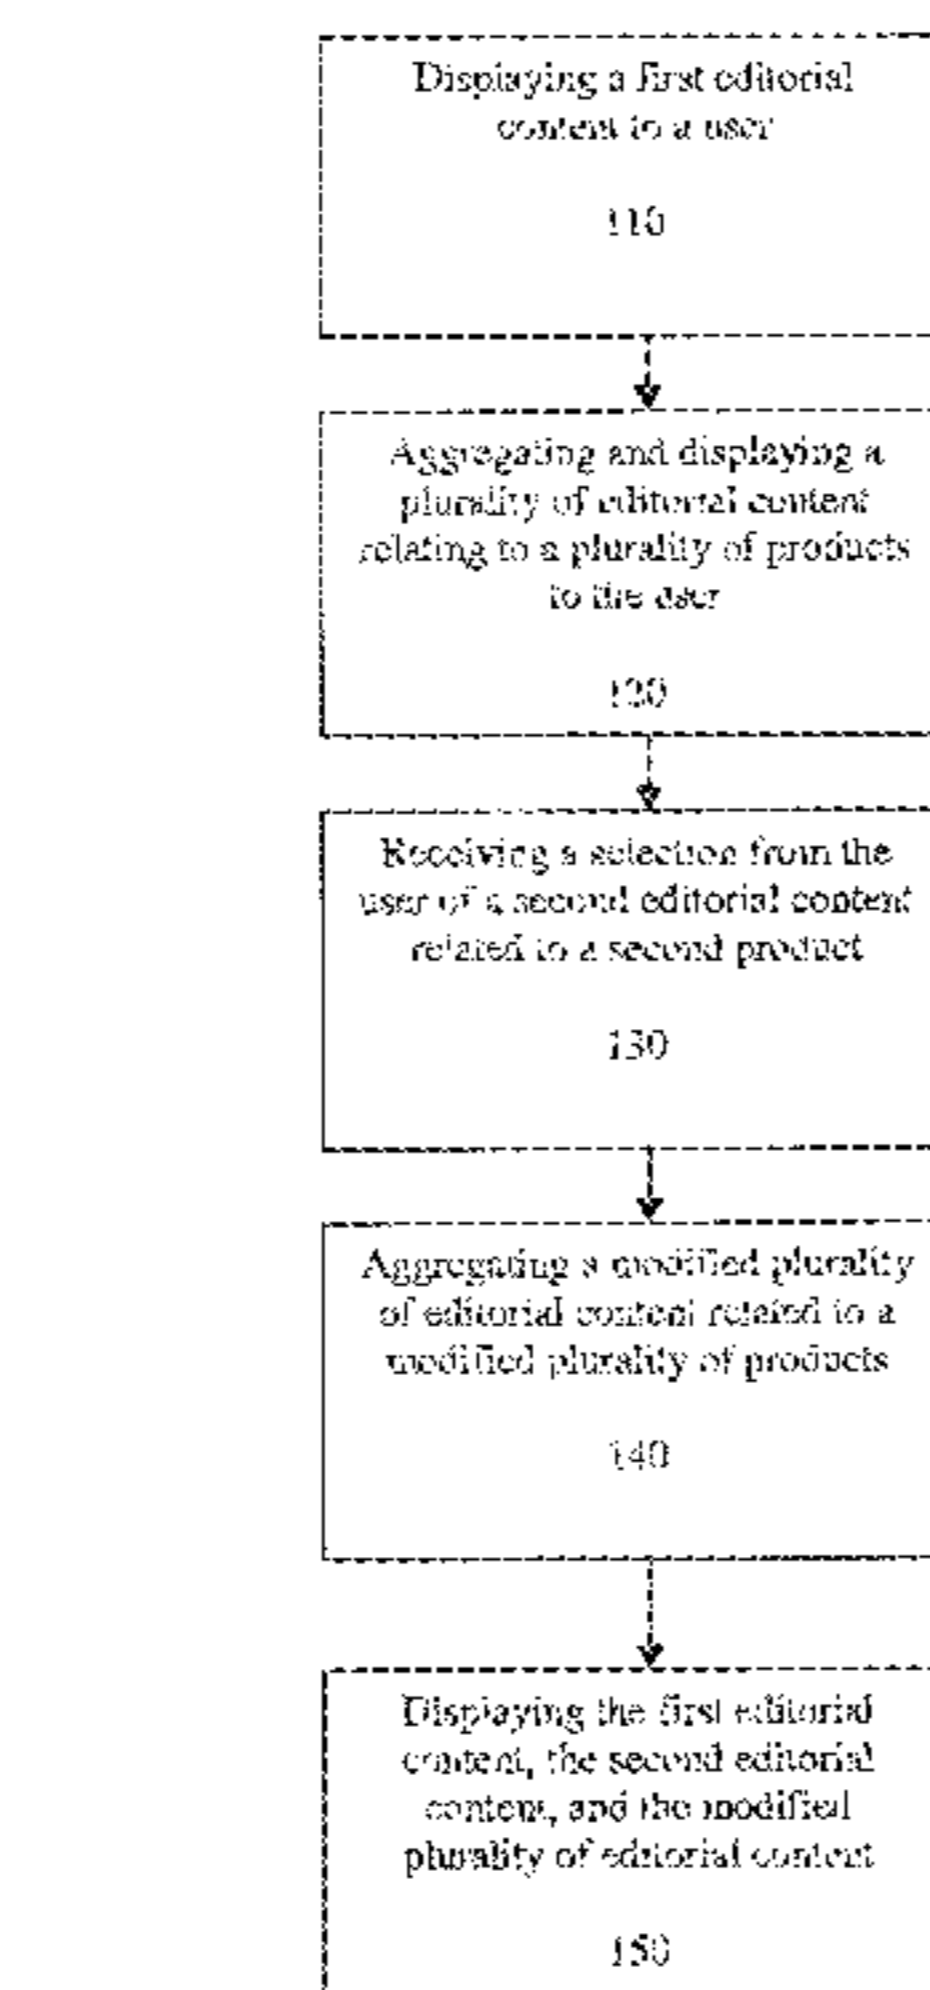 Displaying a first editorial
content to a user
110
Aggregating and displaying a
plurality of editorial content
relating to a plurality of products
to the user
120
Receiving a selection from the
user of a second editorial content
related to a second product
130
Aggregating a modified plurality
of editorial content related to a
modified plurality of products
140
Displaying the first editorial
content, the second editorial
content, and the modified
plurality of editorial content
150